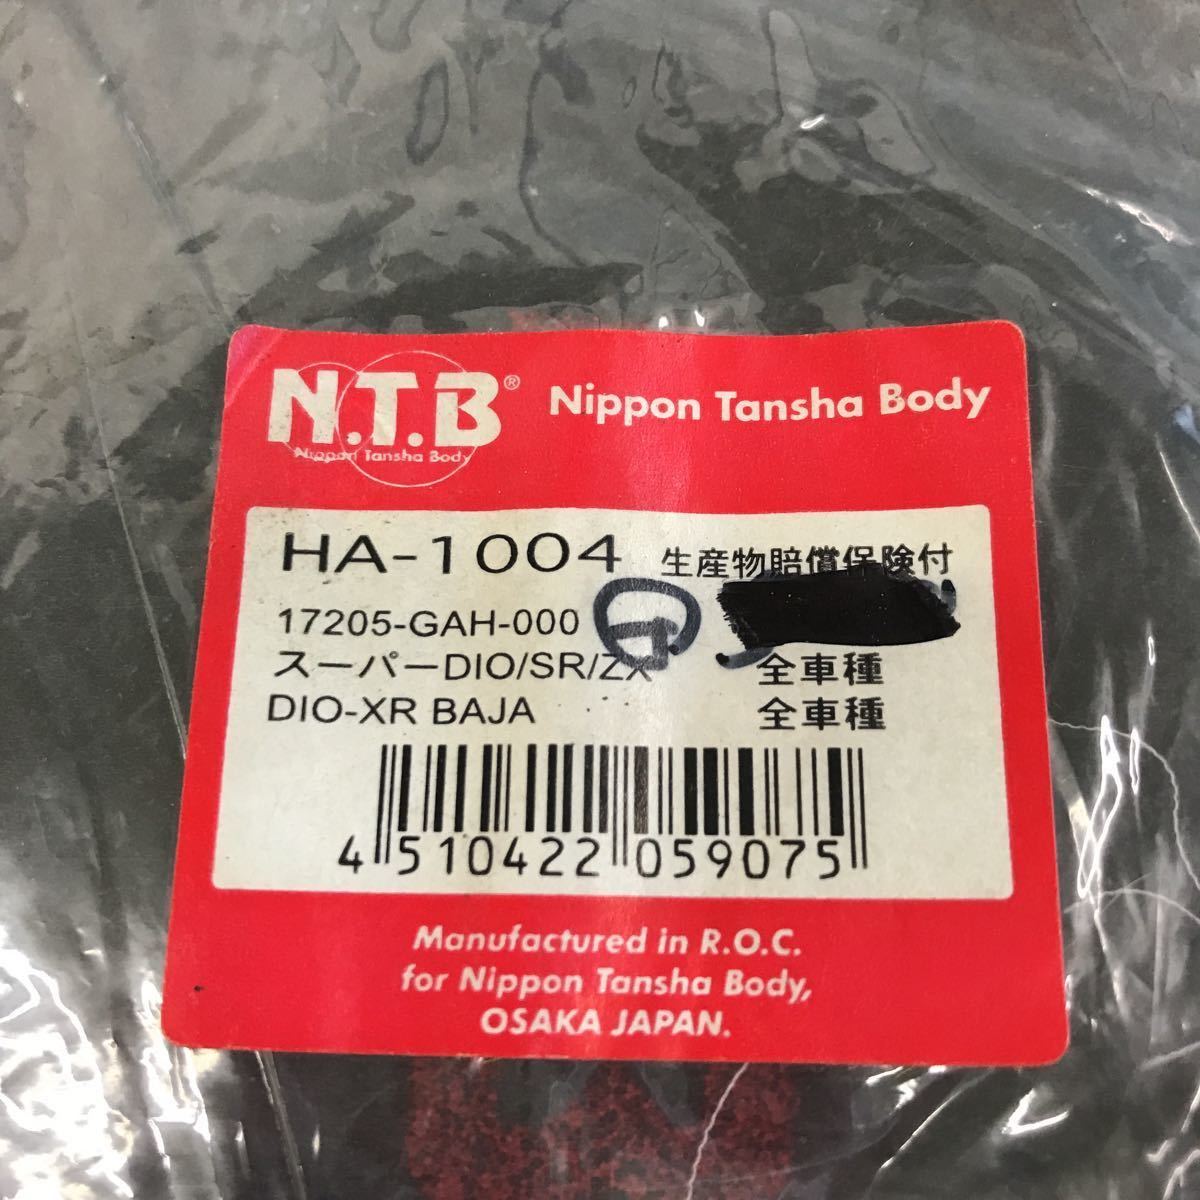 N.T.B®
Nippon Tansha Body
Nippon Tansha Body
HA-1004 生産物賠償保険付
17205-GAH-000
スーパーDIO/SR/ZX 全車種
DIO-XR BAJA 全車種
4 510422 059075
Manufactured in R.O.C.
for Nippon Tansha Body,
OSAKA JAPAN.